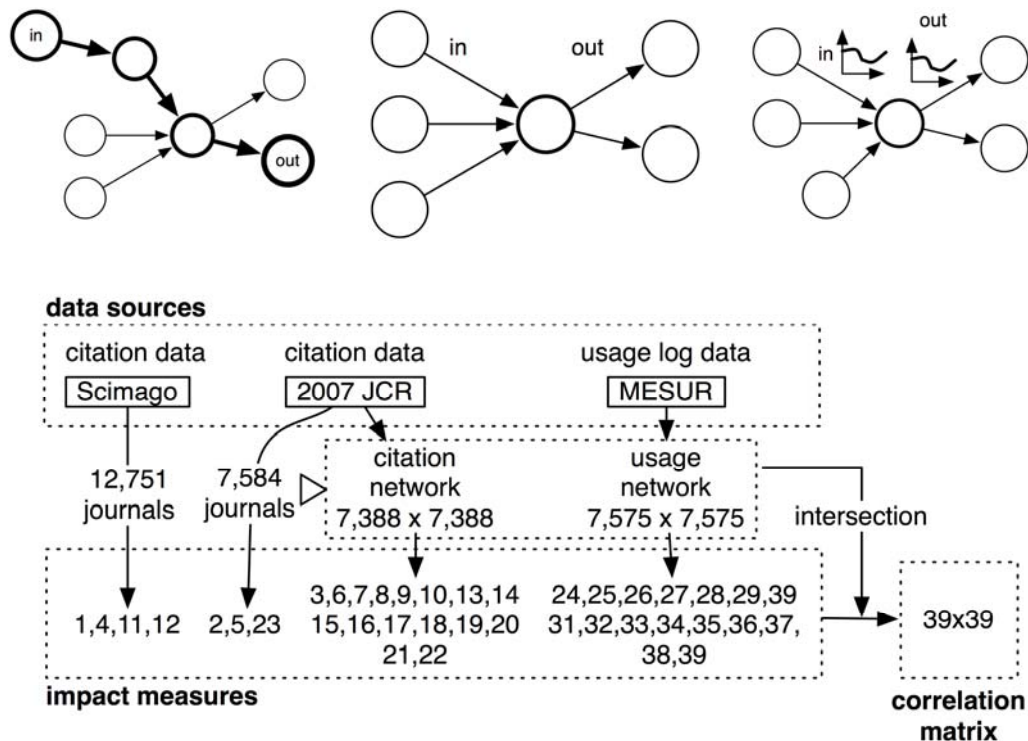 in
out
in
out
in
out
data sources
citation data
citation data
usage log data
Scimago
2007 JCR
MESUR
12,751
journals
7,584
journals
citation
network
7,388 x 7,388
usage
network
7,575 x 7,575
intersection
1,4,11,12
2,5,23
3,6,7,8,9,10,13,14
15,16,17,18,19,20
21,22
24,25,26,27,28,29,39
31,32,33,34,35,36,37,
38,39
39x39
impact measures
correlation
matrix